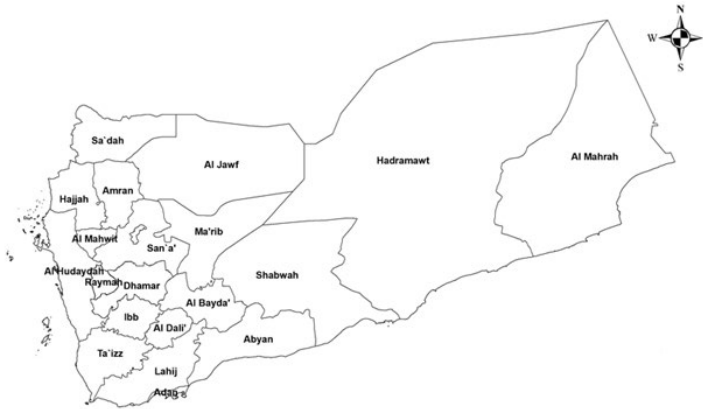 N
W
E
S
Sa`dah
Al Jawf
Hadramawt
Al Mahrah
Amran
Hajjah
Ma'rib
Al Mahwit
San`a'
Al Hudaydah
Raymah
Dhamar
Shabwah
Al Bayda'
Ibb
Al Dali'
Abyan
Ta`izz
Lahij
Adan